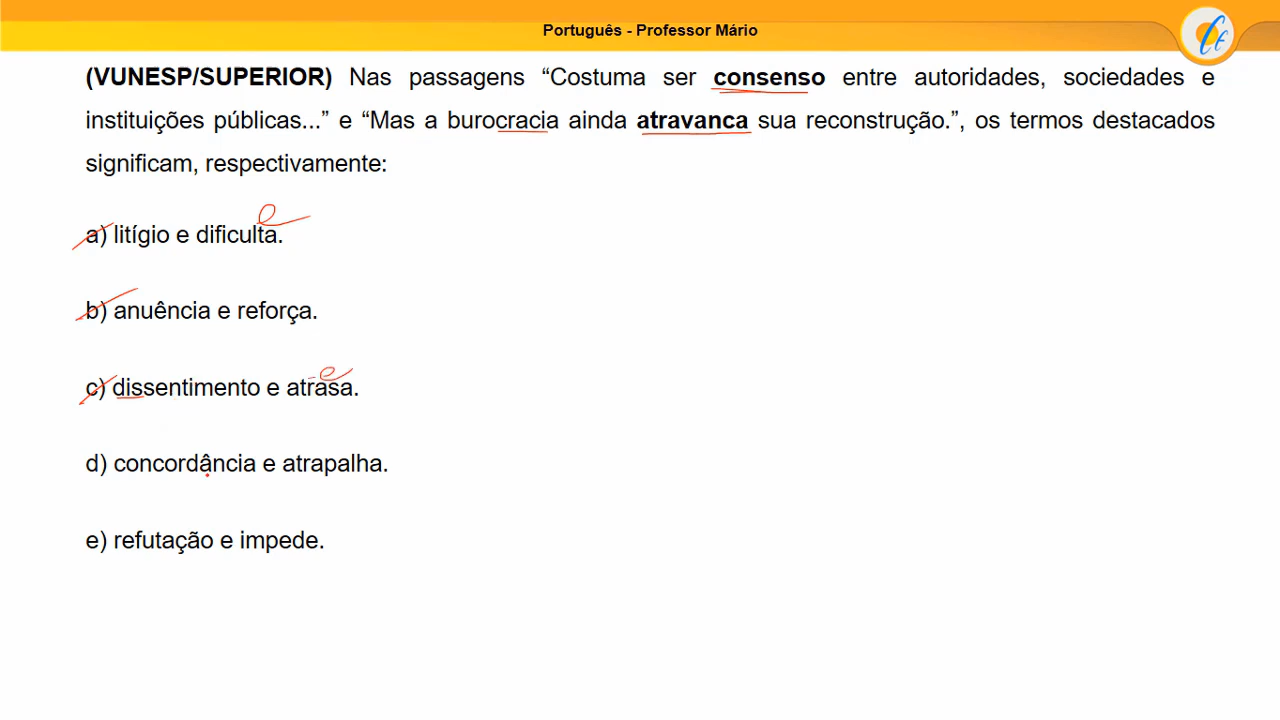 Português - Professor Mário
(VUNESP/SUPERIOR) Nas passagens “Costuma ser consenso entre autoridades, sociedades e
instituições públicas...” e “Mas a burocracia ainda atravanca sua reconstrução.”, os termos destacados
significam, respectivamente:
a) litígio e dificulta.
b) anuência e reforça.
c) dissentimento e atrasa.
d) concordância e atrapalha.
e) refutação e impede.